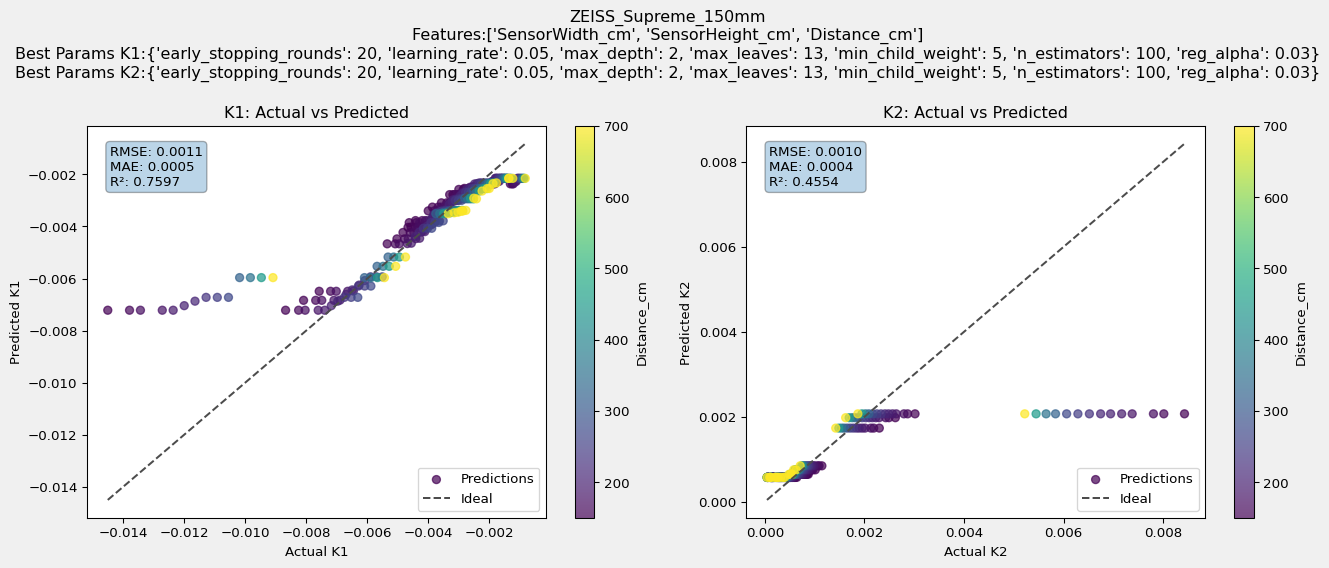 ZEISS_Supreme_150mm
Features:['SensorWidth_cm', 'SensorHeight_cm', 'Distance_cm']
Best Params K1:{'early_stopping_rounds': 20, 'learning_rate': 0.05, 'max_depth': 2, 'max_leaves': 13, 'min_child_weight': 5, 'n_estimators': 100, 'reg_alpha': 0.03}
Best Params K2:{'early_stopping_rounds': 20, 'learning_rate': 0.05, 'max_depth': 2, 'max_leaves': 13, 'min_child_weight': 5, 'n_estimators': 100, 'reg_alpha': 0.03}
K1: Actual vs Predicted
RMSE: 0.0011
MAE: 0.0005
R²: 0.7597
−0.002
−0.004
−0.006
−0.008
−0.010
−0.012
−0.014
Predicted K1
−0.014
−0.012
−0.010
−0.008
−0.006
−0.004
−0.002
Actual K1
Predictions
Ideal
700
600
500
400
300
200
Distance_cm
K2: Actual vs Predicted
RMSE: 0.0010
MAE: 0.0004
R²: 0.4554
0.008
0.006
0.004
0.002
0.000
Predicted K2
0.000
0.002
0.004
0.006
0.008
Actual K2
Predictions
Ideal
700
600
500
400
300
200
Distance_cm